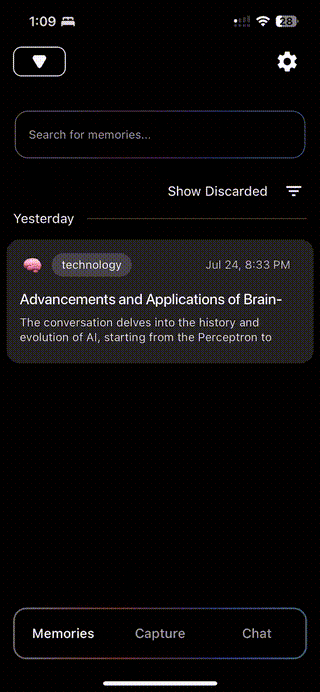 1:09
28
Search for memories...
Show Discarded
Yesterday
technology
Jul 24, 8:33 PM
Advancements and Applications of Brain-
The conversation delves into the history and
evolution of AI, starting from the Perceptron to
Memories
Capture
Chat